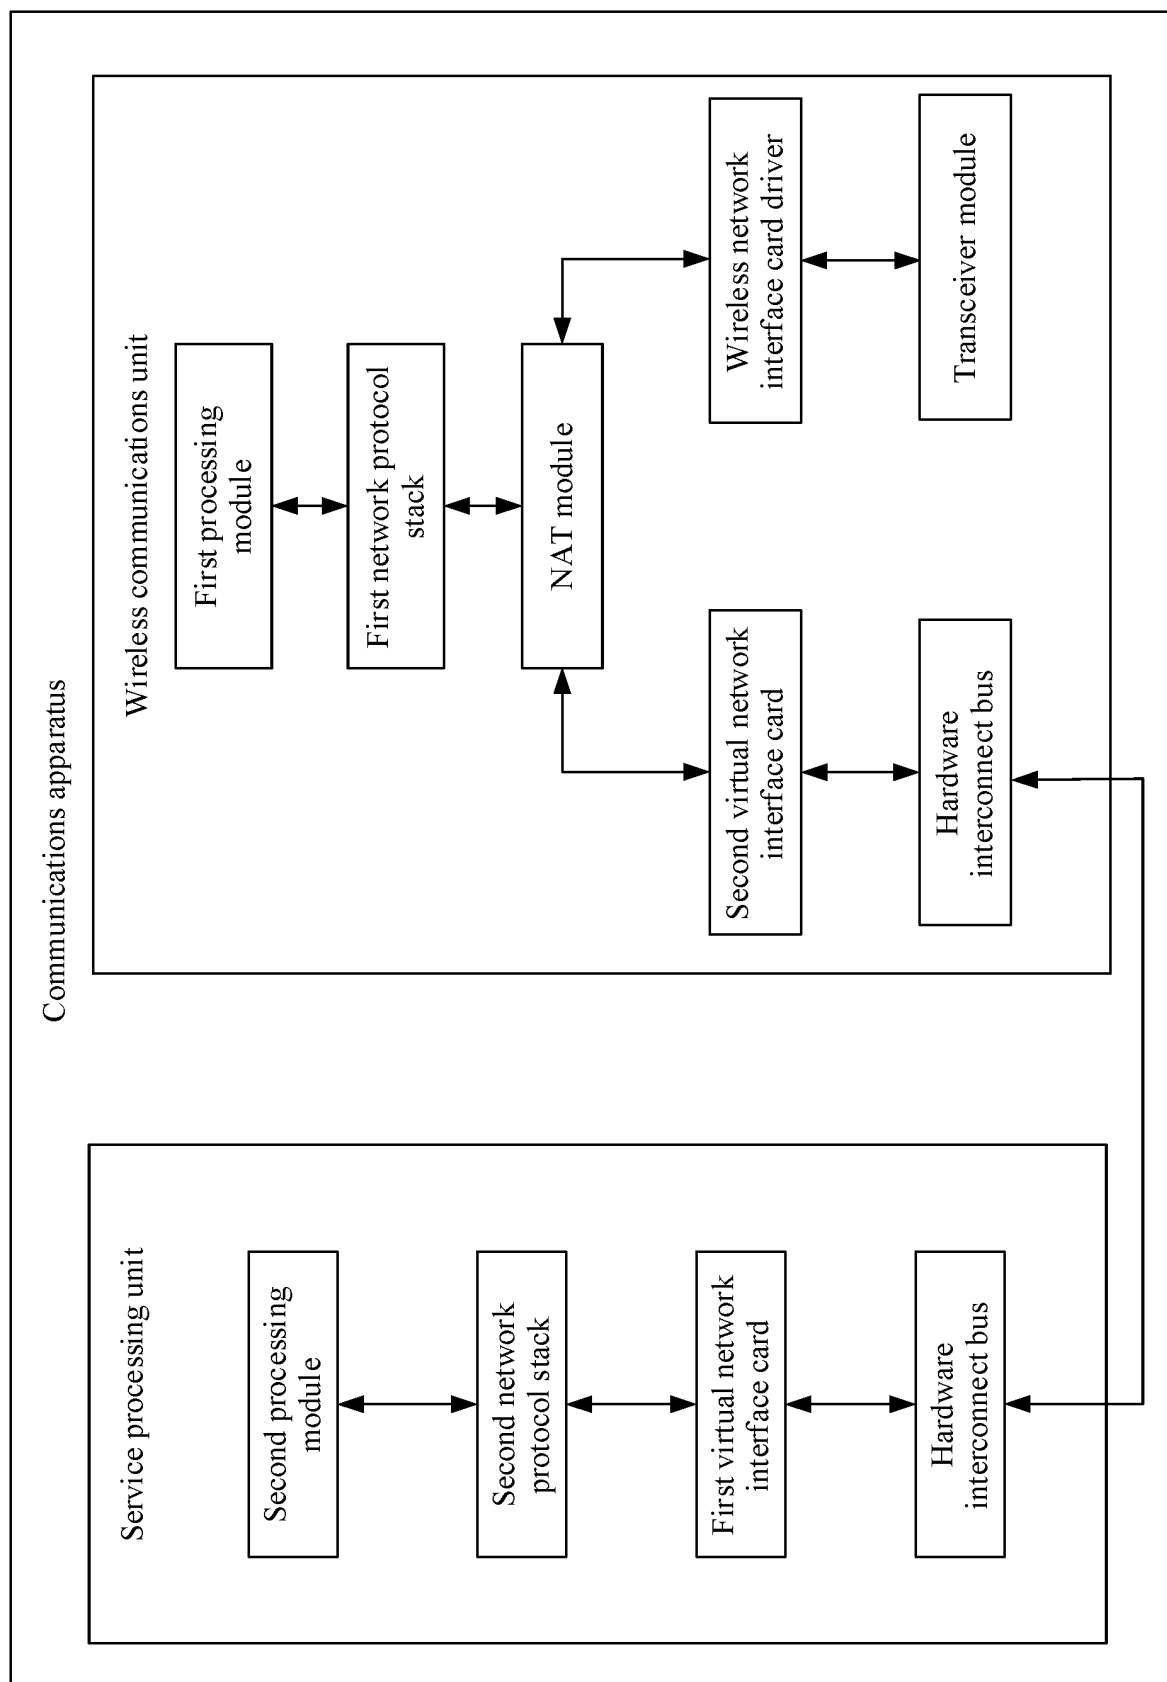 Communications apparatus
Service processing unit
Second processing
module
Second network
protocol stack
First virtual network
interface card
Hardware
interconnect bus
Wireless communications unit
First processing
module
First network protocol
stack
NAT module
Second virtual network
interface card
Hardware
interconnect bus
Wireless network
interface card driver
Transceiver module